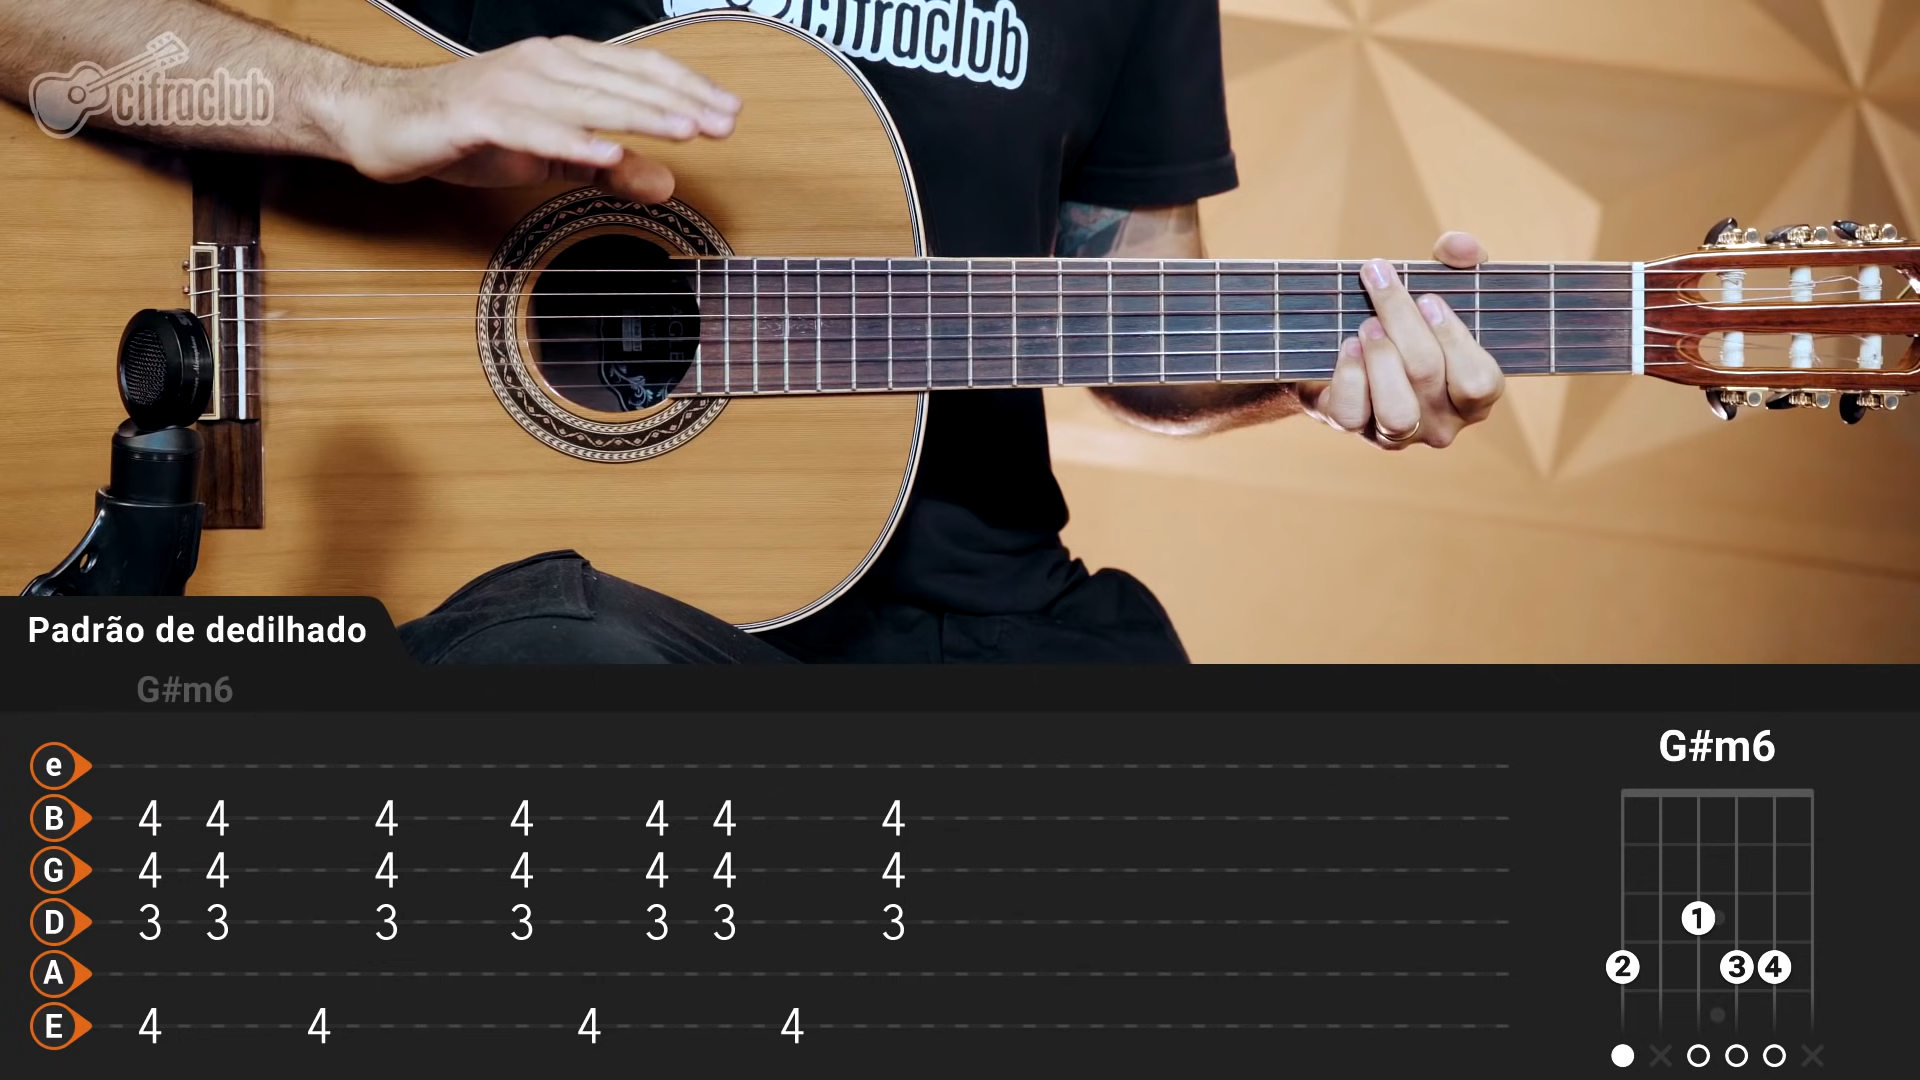 cifraclub
cifraclub
Padrão de dedilhado
G#m6
G#m6
e
B 4 4 4 4 4 4 4
G 4 4 4 4 4 4 4
D 3 3 3 3 3 3 3
A
E 4 4 4 4
1
2 3 4